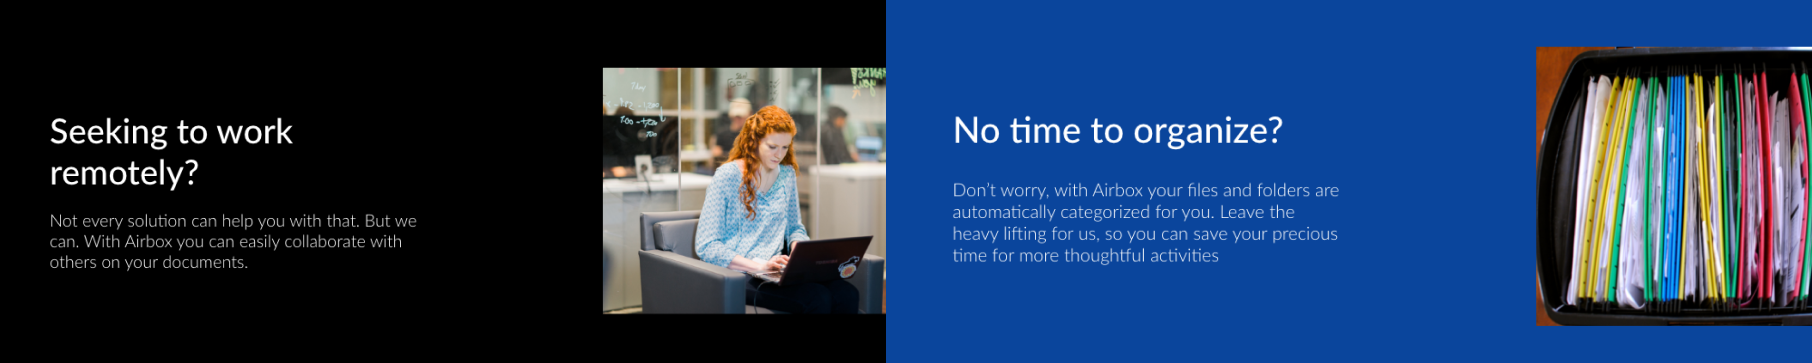 Seeking to work
remotely?
Not every solution can help you with that. But we
can. With Airbox you can easily collaborate with
others on your documents.
No time to organize?
Don't worry, with Airbox your files and folders are
automatically categorized for you. Leave the
heavy lifting for us, so you can save your precious
time for more thoughtful activities